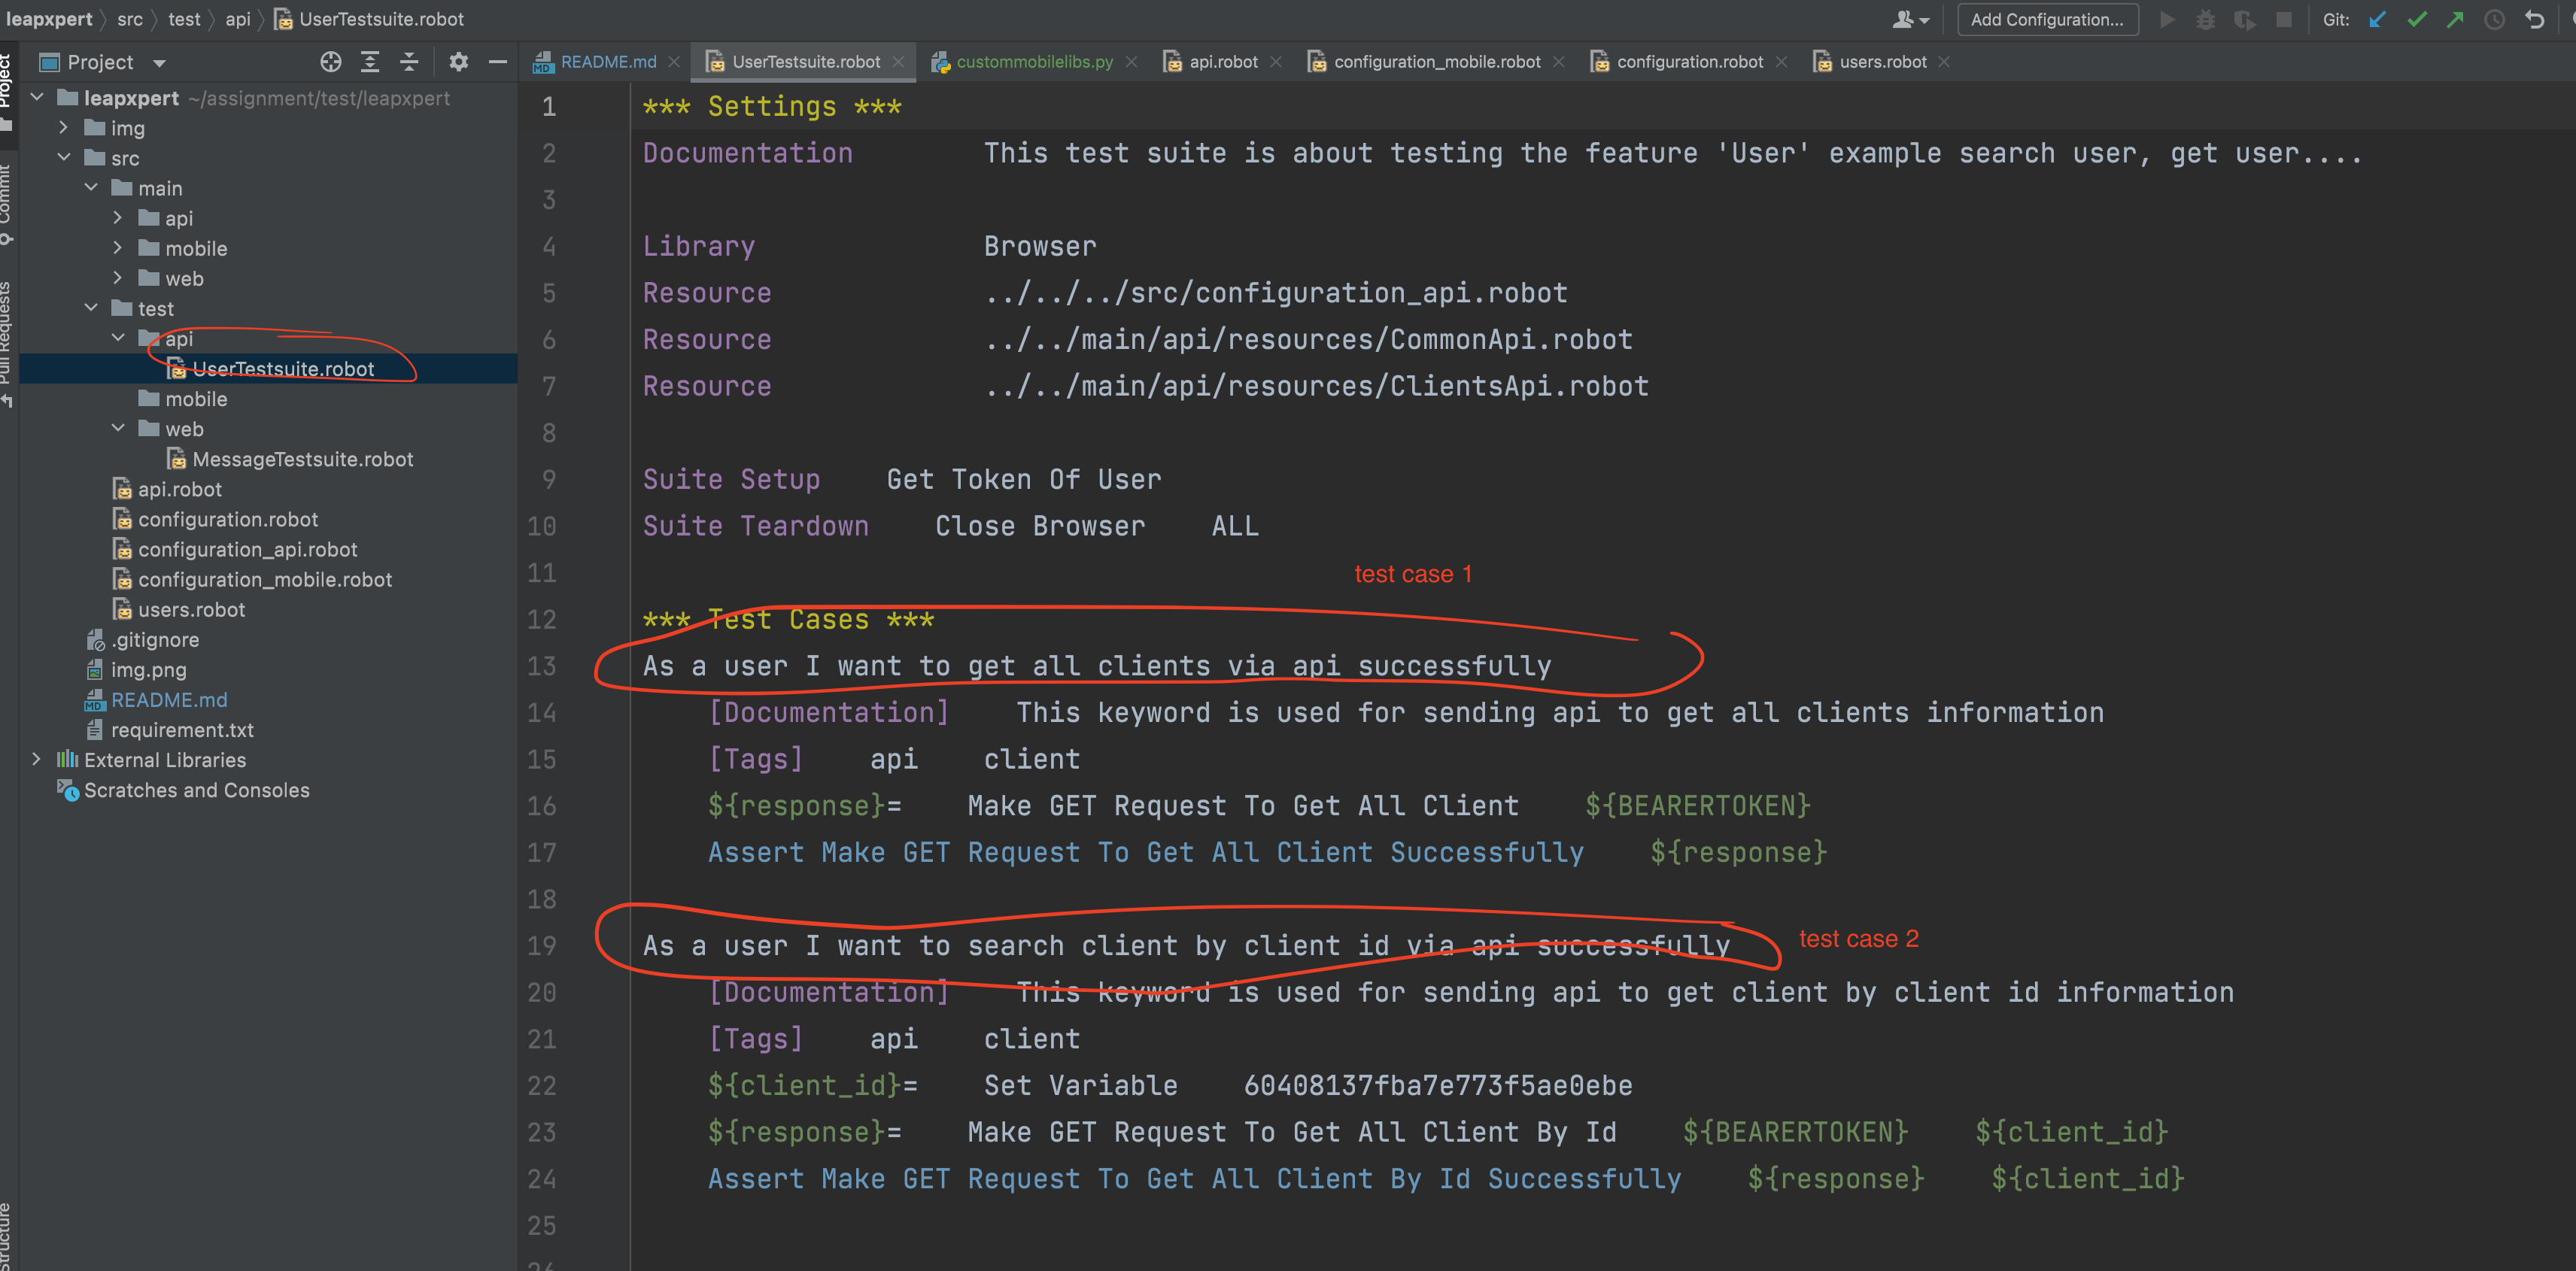 leapxpert src test api UserTestsuite.robot Add Configuration... Git:
Project
README.md UserTestsuite.robot custommobilelibs.py api.robot configuration_mobile.robot configuration.robot users.robot
Project
Commit
Pull Requests
Structure
leapxpert ~/assignment/test/leapxpert
img
src
main
api
mobile
web
test
api
UserTestsuite.robot
mobile
web
MessageTestsuite.robot
api.robot
configuration.robot
configuration_api.robot
configuration_mobile.robot
users.robot
.gitignore
img.png
README.md
requirement.txt
External Libraries
Scratches and Consoles
1 *** Settings ***
2 Documentation This test suite is about testing the feature 'User' example search user, get user....
3
4 Library Browser
5 Resource ../../../src/configuration_api.robot
6 Resource ../../main/api/resources/CommonApi.robot
7 Resource ../../main/api/resources/ClientsApi.robot
8
9 Suite Setup Get Token Of User
10 Suite Teardown Close Browser ALL
11
test case 1
12 *** Test Cases ***
13 As a user I want to get all clients via api successfully
14 [Documentation] This keyword is used for sending api to get all clients information
15 [Tags] api client
16 ${response}= Make GET Request To Get All Client ${BEARERTOKEN}
17 Assert Make GET Request To Get All Client Successfully ${response}
18
19 As a user I want to search client by client id via api successfully
test case 2
20 [Documentation] This keyword is used for sending api to get client by client id information
21 [Tags] api client
22 ${client_id}= Set Variable 60408137fba7e773f5ae0ebe
23 ${response}= Make GET Request To Get All Client By Id ${BEARERTOKEN} ${client_id}
24 Assert Make GET Request To Get All Client By Id Successfully ${response} ${client_id}
25
26